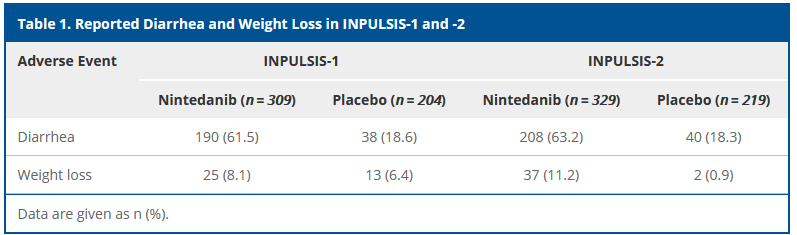 Table 1. Reported Diarrhea and Weight Loss in INPULSIS-1 and -2
Adverse Event INPULSIS-1 INPULSIS-2
Nintedanib (n = 309) Placebo (n = 204) Nintedanib (n = 329) Placebo (n = 219)
Diarrhea 190 (61.5) 38 (18.6) 208 (63.2) 40 (18.3)
Weight loss 25 (8.1) 13 (6.4) 37 (11.2) 2 (0.9)
Data are given as n (%).